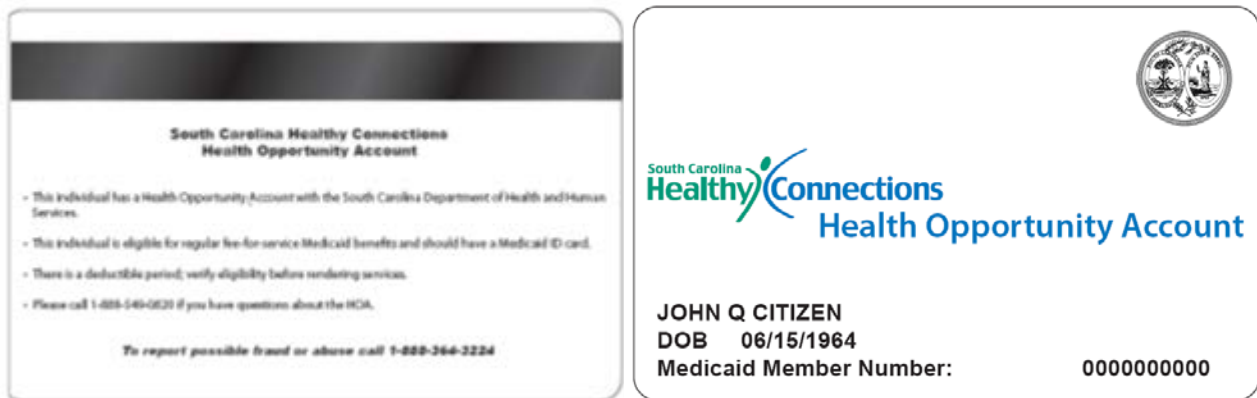 South Carolina Healthy Connections
Health Opportunity Account
- This individual has a Health Opportunity Account with the South Carolina Department of Health and Human
Services.
- This individual is eligible for regular fee-for-service Medicaid benefits and should have a Medicaid ID card.
- There is a deductible period; verify eligibility before rendering services.
- Please call 1-888-549-0820 if you have questions about the HOA.
To report possible fraud or abuse call 1-888-364-3224
South Carolina
Healthy Connections
Health Opportunity Account
JOHN Q CITIZEN
DOB 06/15/1964
Medicaid Member Number: 0000000000